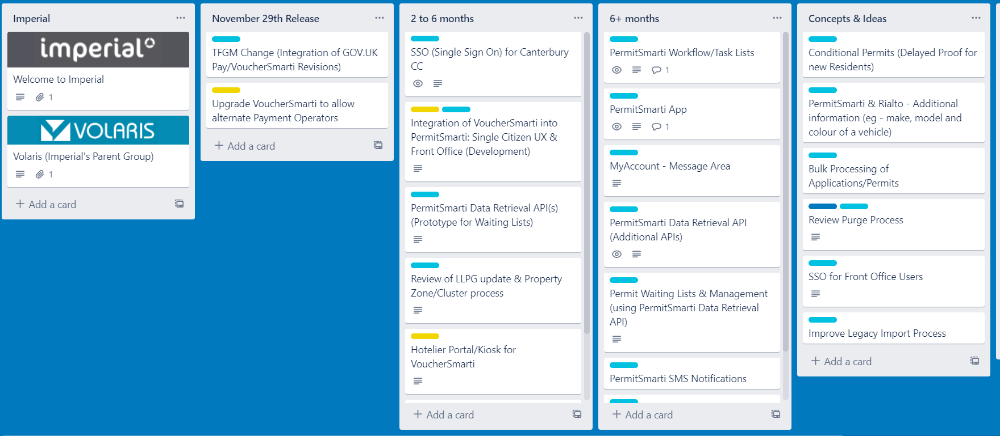 Imperial
imperial
Welcome to Imperial
1
VOLARIS
Volaris (Imperial's Parent Group)
1
+ Add a card
November 29th Release
TFGM Change (Integration of GOV.UK
Pay/VoucherSmarti Revisions)
Upgrade VoucherSmarti to allow
alternate Payment Operators
+ Add a card
2 to 6 months
SSO (Single Sign On) for Canterbury
CC
Integration of VoucherSmarti into
PermitSmarti: Single Citizen UX &
Front Office (Development)
PermitSmarti Data Retrieval API(s)
(Prototype for Waiting Lists)
Review of LLPG update & Property
Zone/Cluster process
Hotelier Portal/Kiosk for
VoucherSmarti
+ Add a card
6+ months
PermitSmarti Workflow/Task Lists
1
PermitSmarti App
1
MyAccount - Message Area
PermitSmarti Data Retrieval API
(Additional APIs)
Permit Waiting Lists & Management
(using PermitSmarti Data Retrieval
API)
PermitSmarti SMS Notifications
+ Add a card
Concepts & Ideas
Conditional Permits (Delayed Proof for
new Residents)
PermitSmarti & Rialto - Additional
information (eg - make, model and
colour of a vehicle)
Bulk Processing of
Applications/Permits
Review Purge Process
SSO for Front Office Users
Improve Legacy Import Process
+ Add a card